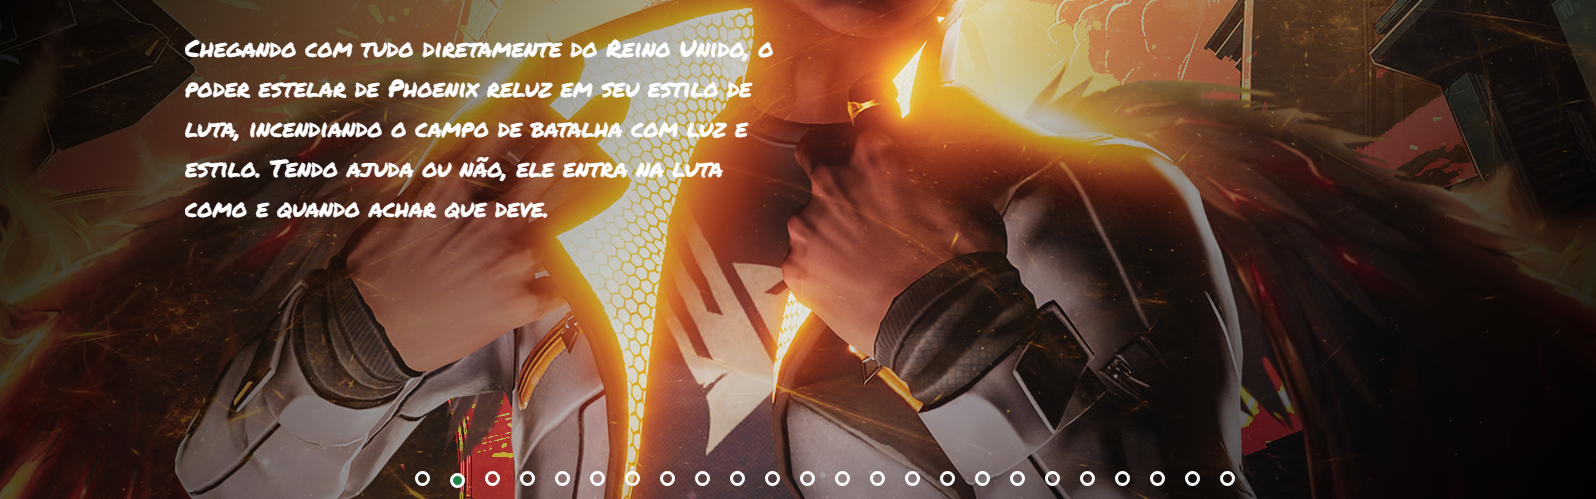 Chegando com tudo diretamente do Reino Unido, o
poder estelar de Phoenix reluz em seu estilo de
luta, incendiando o campo de batalha com luz e
estilo. Tendo ajuda ou não, ele entra na luta
como e quando achar que deve.